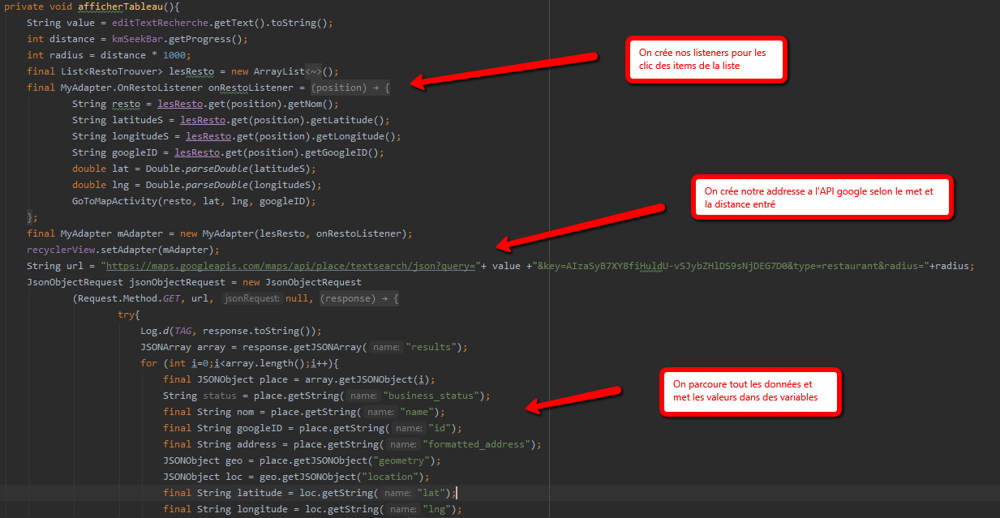 private void afficherTableau(){
String value = editTextRecherche.getText().toString();
int distance = kmSeekBar.getProgress();
int radius = distance * 1000;
final List<RestoTrouver> lesResto = new ArrayList<~>();
final MyAdapter.OnRestoListener onRestoListener = (position) → {
String resto = lesResto.get(position).getNom();
String latitudeS = lesResto.get(position).getLatitude();
String longitudeS = lesResto.get(position).getLongitude();
String googleID = lesResto.get(position).getGoogleID();
double lat = Double.parseDouble(latitudeS);
double lng = Double.parseDouble(longitudeS);
GoToMapActivity(resto, lat, lng, googleID);
};
final MyAdapter mAdapter = new MyAdapter(lesResto, onRestoListener);
recyclerView.setAdapter(mAdapter);
String url = "https://maps.googleapis.com/maps/api/place/textsearch/json?query="+ value +"&key=AIzaSyB7XY8fiHuldU-vSJybZHlDS9sNjDEG7D0&type=restaurant&radius="+radius;
JsonObjectRequest jsonObjectRequest = new JsonObjectRequest
(Request.Method.GET, url, jsonRequest: null, (response) → {
try{
Log.d(TAG, response.toString());
JSONArray array = response.getJSONArray( name: "results");
for (int i=0;i<array.length();i++){
final JSONObject place = array.getJSONObject(i);
String status = place.getString( name: "business_status");
final String nom = place.getString( name: "name");
final String googleID = place.getString( name: "id");
final String address = place.getString( name: "formatted_address");
JSONObject geo = place.getJSONObject("geometry");
JSONObject loc = geo.getJSONObject("location");
final String latitude = loc.getString( name: "lat");
final String longitude = loc.getString( name: "lng");
On crée nos listeners pour les
clic des items de la liste
On crée notre addresse a l'API google selon le met et
la distance entré
On parcoure tout les données et
met les valeurs dans des variables